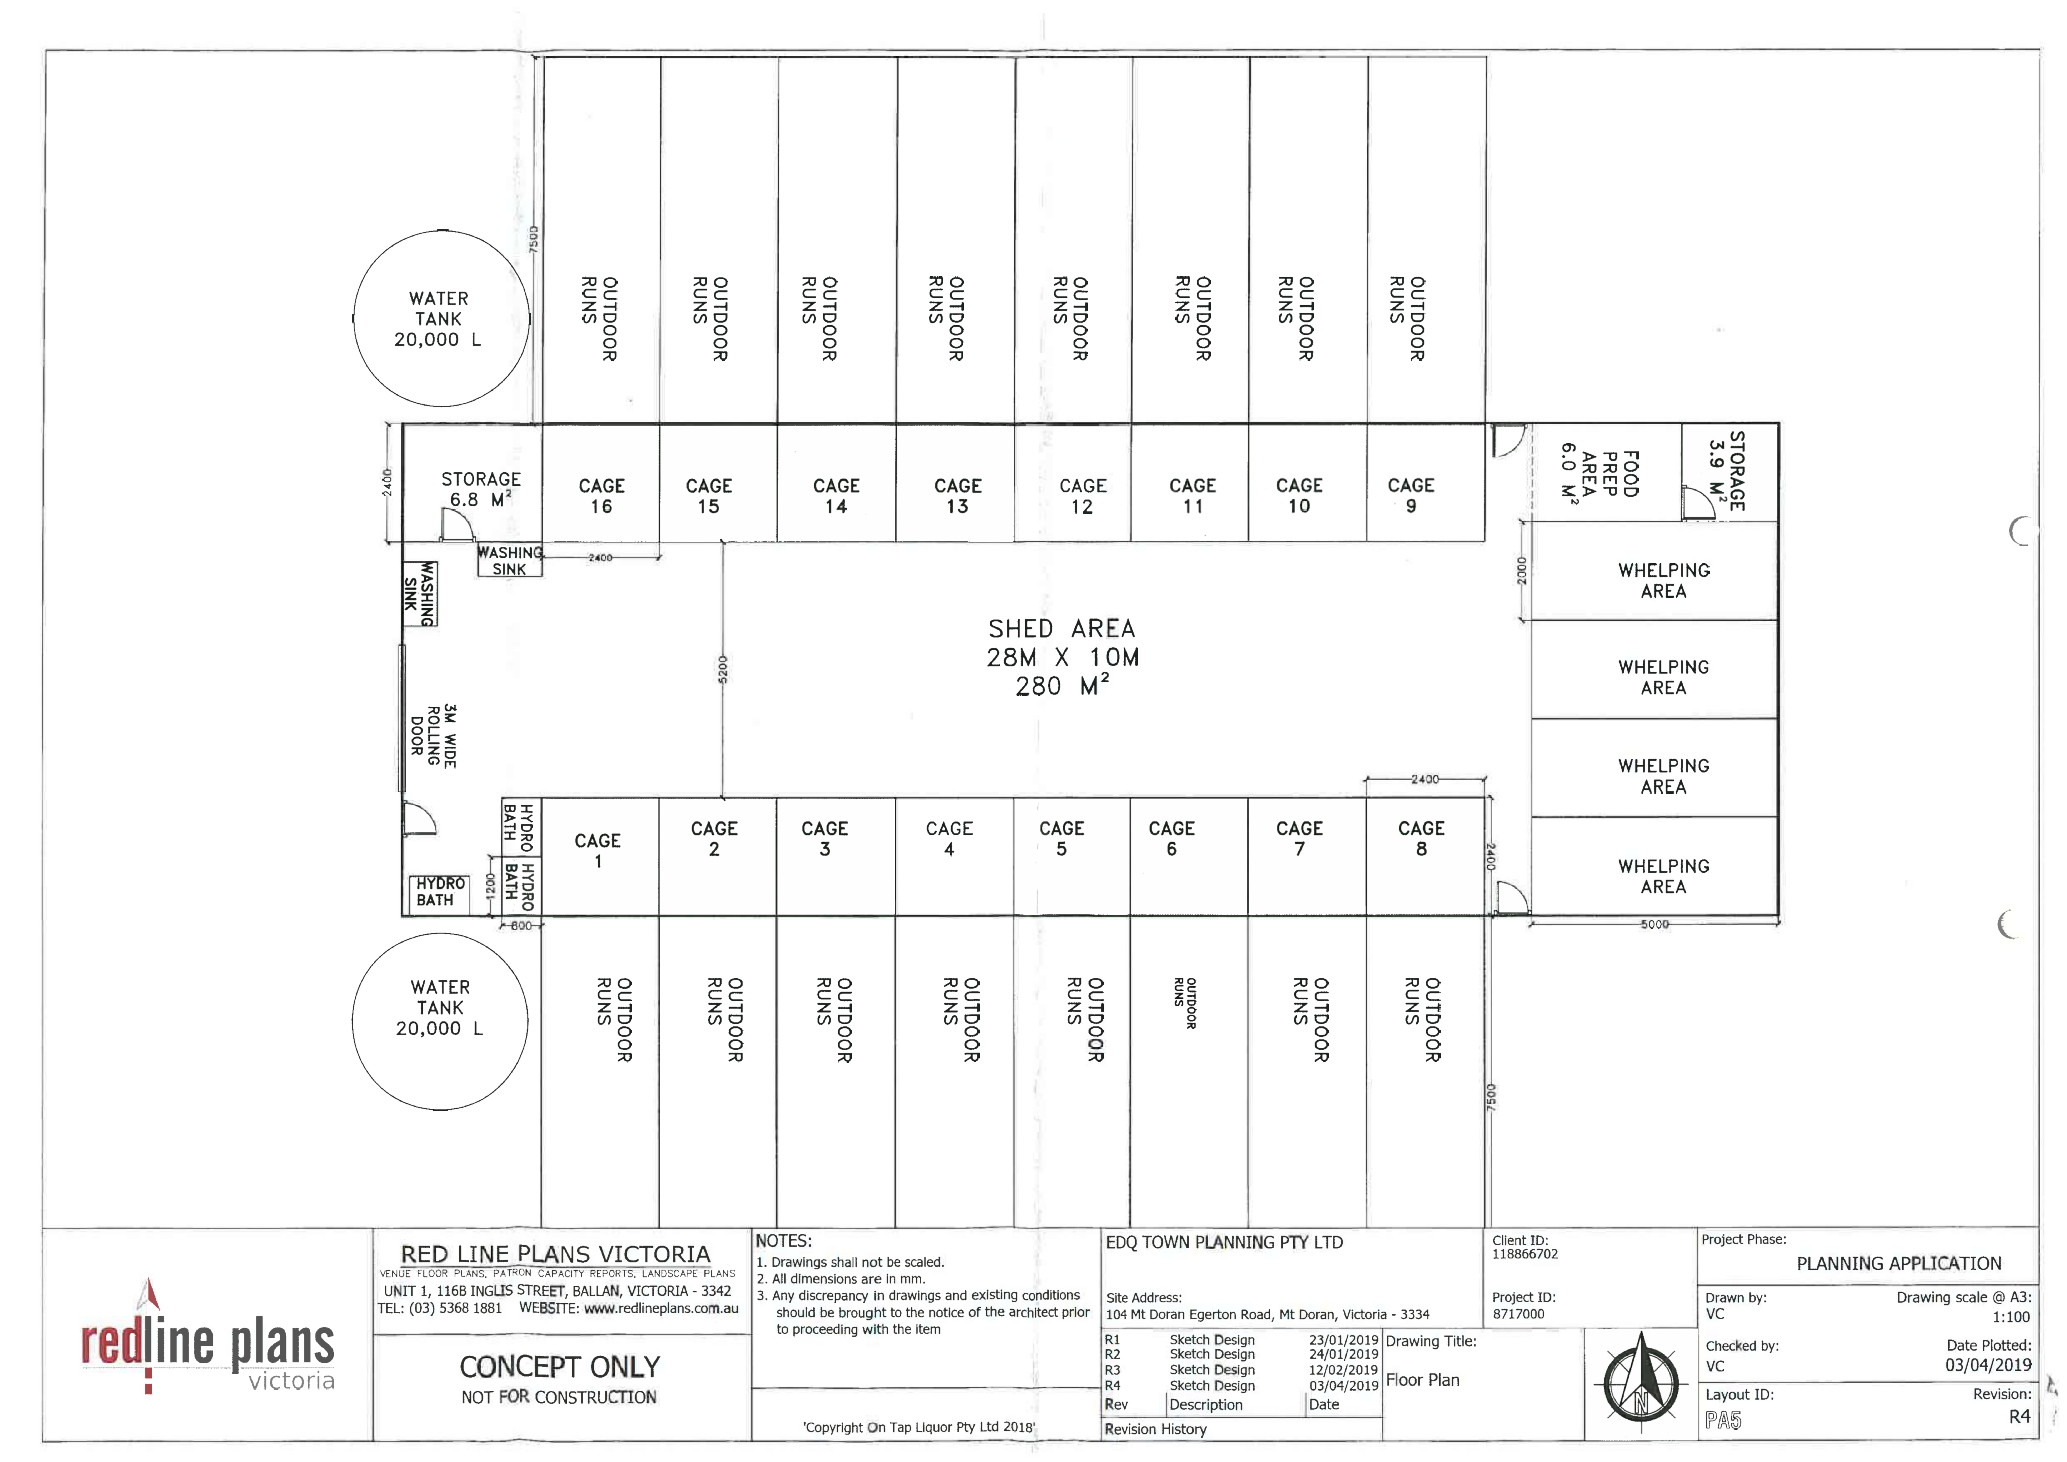 7500
OUTDOOR
RUNS
OUTDOOR
RUNS
OUTDOOR
RUNS
OUTDOOR
RUNS
OUTDOOR
RUNS
OUTDOOR
RUNS
OUTDOOR
RUNS
OUTDOOR
RUNS
WATER
TANK
20,000 L
2400
STORAGE
6.8 M²
CAGE
16
CAGE
15
CAGE
14
CAGE
13
CAGE
12
CAGE
11
CAGE
10
CAGE
9
FOOD
PREP
AREA
6.0 M²
STORAGE
3.9 M²
WASHING
SINK
2400
WASHING
SINK
2000
WHELPING
AREA
SHED AREA
28M X 10M
280 M²
5200
WHELPING
AREA
3M WIDE
ROLLING
DOOR
WHELPING
AREA
2400
HYDRO
BATH
CAGE
1
CAGE
2
CAGE
3
CAGE
4
CAGE
5
CAGE
6
CAGE
7
CAGE
8
2400
WHELPING
AREA
HYDRO
BATH
1200
HYDRO
BATH
800
5000
WATER
TANK
20,000 L
OUTDOOR
RUNS
OUTDOOR
RUNS
OUTDOOR
RUNS
OUTDOOR
RUNS
OUTDOOR
RUNS
OUTDOOR
RUNS
OUTDOOR
RUNS
OUTDOOR
RUNS
7500
redline plans
victoria
RED LINE PLANS VICTORIA
VENUE FLOOR PLANS, PATRON CAPACITY REPORTS, LANDSCAPE PLANS
UNIT 1, 116B INGLIS STREET, BALLAN, VICTORIA - 3342
TEL: (03) 5368 1881 WEBSITE: www.redlineplans.com.au
CONCEPT ONLY
NOT FOR CONSTRUCTION
NOTES:
1. Drawings shall not be scaled.
2. All dimensions are in mm.
3. Any discrepancy in drawings and existing conditions
should be brought to the notice of the architect prior
to proceeding with the item
'Copyright On Tap Liquor Pty Ltd 2018'
EDQ TOWN PLANNING PTY LTD
Site Address:
104 Mt Doran Egerton Road, Mt Doran, Victoria - 3334
R1 Sketch Design 23/01/2019
R2 Sketch Design 24/01/2019
R3 Sketch Design 12/02/2019
R4 Sketch Design 03/04/2019
Rev Description Date
Revision History
Client ID:
118866702
Project ID:
8717000
Drawing Title:
Floor Plan
N
Project Phase:
PLANNING APPLICATION
Drawn by:
VC
Drawing scale @ A3:
1:100
Checked by:
VC
Date Plotted:
03/04/2019
Layout ID:
PA5
Revision:
R4